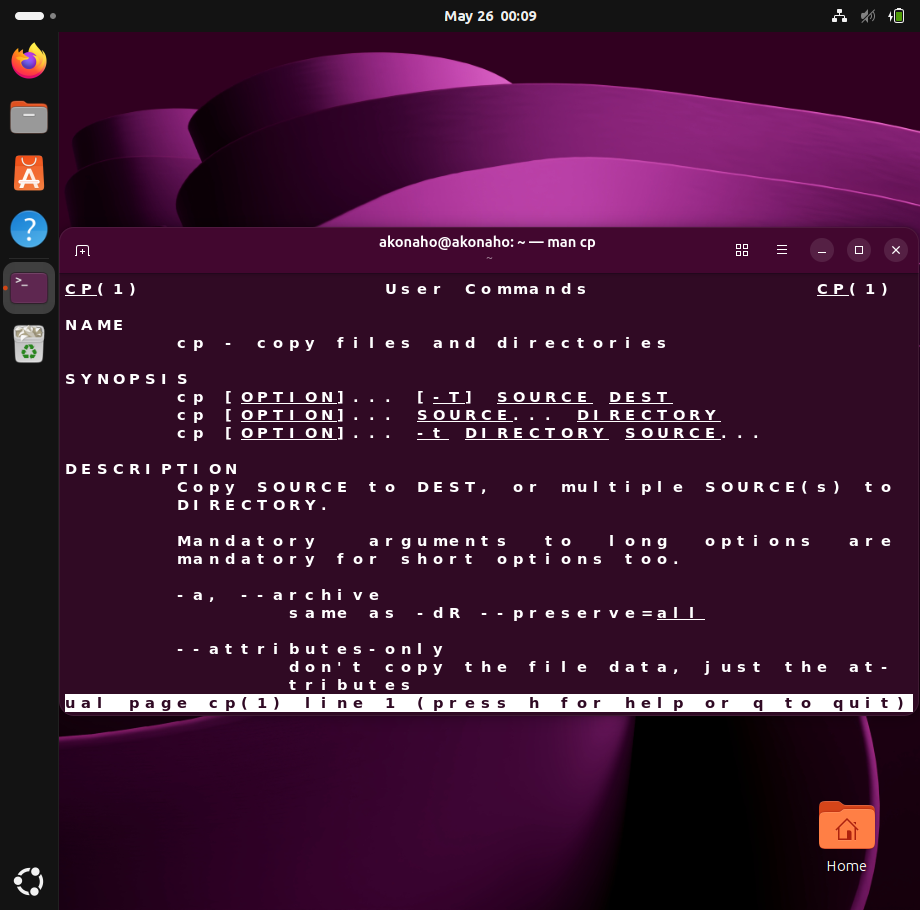 May 26 00:09
akonaho@akonaho: ~ — man cp
~
CP(1) User Commands CP(1)
NAME
cp - copy files and directories
SYNOPSIS
cp [OPTION]... [-T] SOURCE DEST
cp [OPTION]... SOURCE... DIRECTORY
cp [OPTION]... -t DIRECTORY SOURCE...
DESCRIPTION
Copy SOURCE to DEST, or multiple SOURCE(s) to
DIRECTORY.
Mandatory arguments to long options are
mandatory for short options too.
-a, --archive
same as -dR --preserve=all
--attributes-only
don't copy the file data, just the at-
tributes
ual page cp(1) line 1 (press h for help or q to quit)
Home